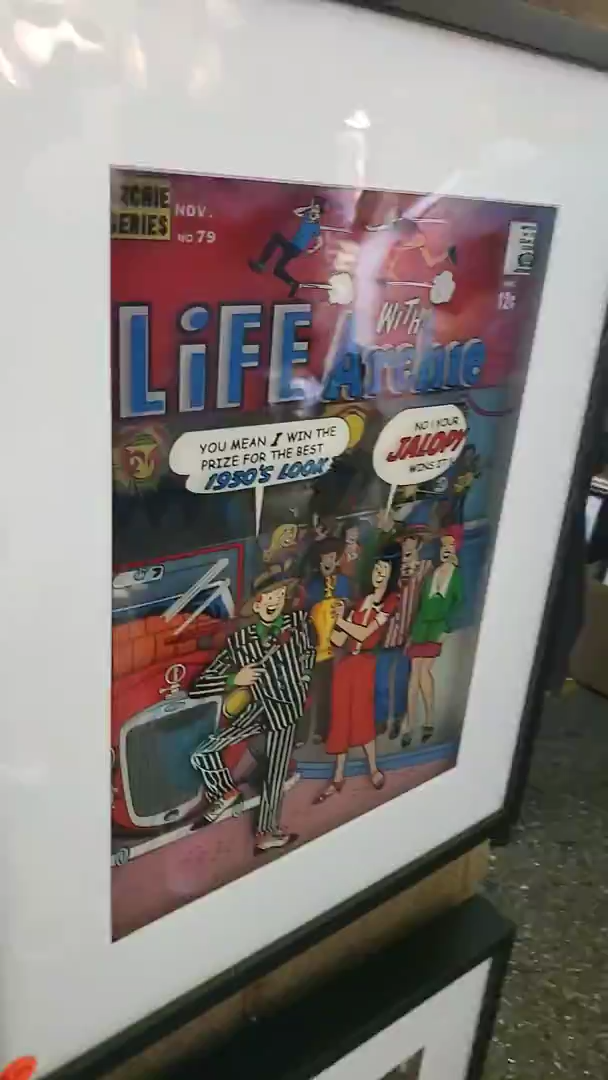 RCHIE
SERIES
NOV.
NO 79
12¢
LiFE WITH Archie
YOU MEAN I WIN THE
PRIZE FOR THE BEST
1930'S LOOK
NO! YOUR
JALOPY
WINS IT!